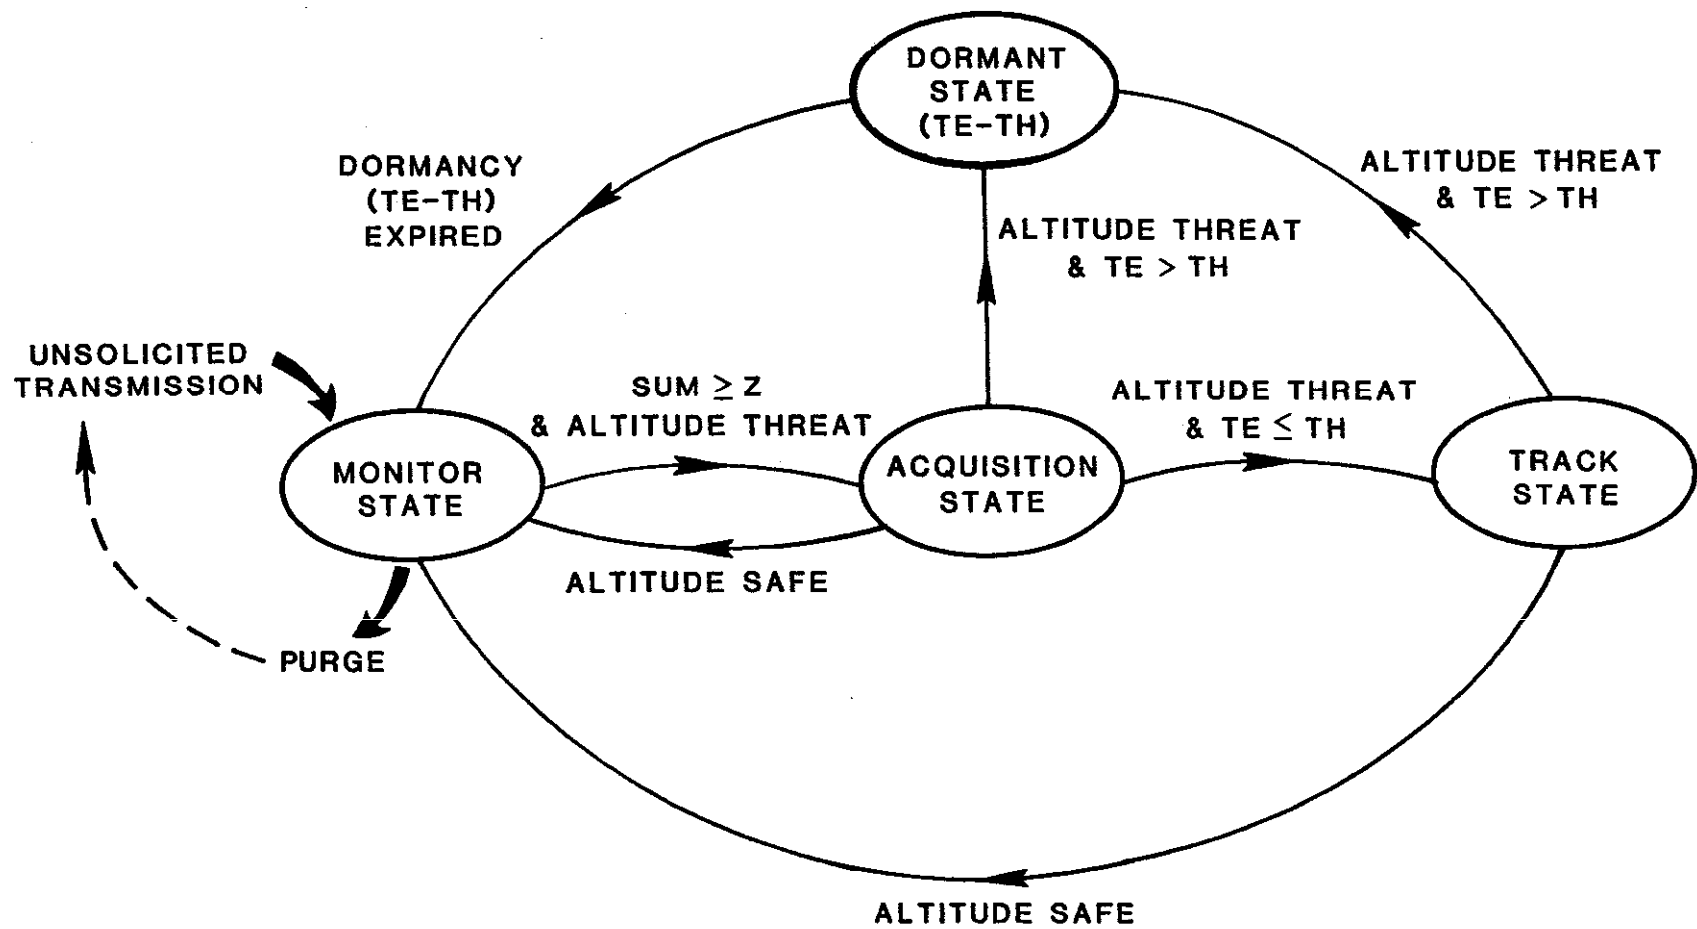 DORMANT
STATE
(TE-TH)
DORMANCY
(TE-TH)
EXPIRED
ALTITUDE THREAT
& TE > TH
ALTITUDE THREAT
& TE > TH
UNSOLICITED
TRANSMISSION
SUM ≥ Z
& ALTITUDE THREAT
ALTITUDE THREAT
& TE ≤ TH
MONITOR
STATE
ACQUISITION
STATE
TRACK
STATE
ALTITUDE SAFE
PURGE
ALTITUDE SAFE